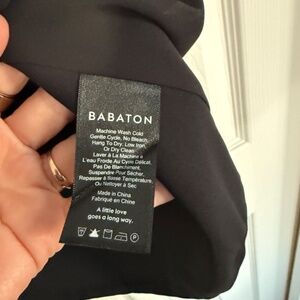 BABATON
Machine Wash Cold
Gentle Cycle, No Bleach,
Hang To Dry, Low Iron,
Or Dry Clean
Laver À La Machine À
L'eau Froide Au Cycle Délicat,
Pas De Blanchiment,
Suspendre Pour Sécher,
Repasser à Basse Température,
Ou Nettoyer à Sec
Made in China
Fabriqué en Chine
A little love
goes a long way.
P